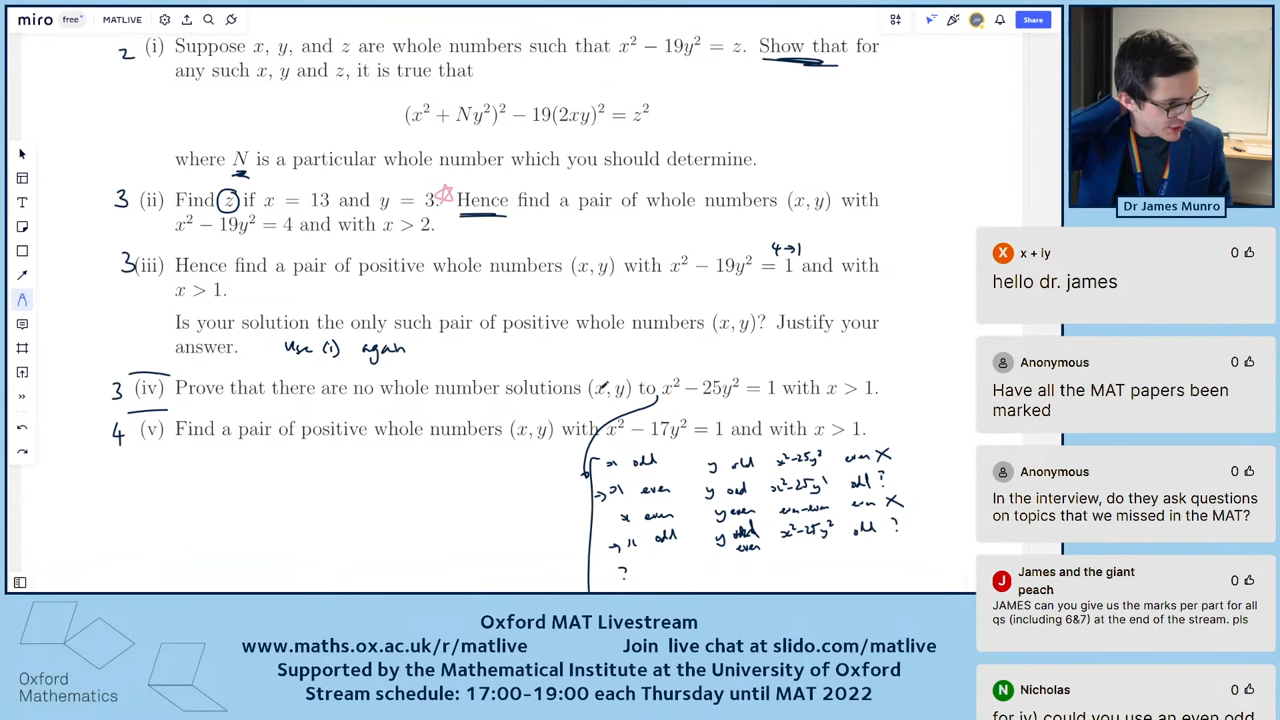 miro free MATLIVE Share
2 (i) Suppose x, y, and z are whole numbers such that x² − 19y² = z. Show that for
any such x, y and z, it is true that
(x² + Ny²)² − 19(2xy)² = z²
where N is a particular whole number which you should determine.
3 (ii) Find z if x = 13 and y = 3. Hence find a pair of whole numbers (x, y) with
x² − 19y² = 4 and with x > 2.
4→1
3 (iii) Hence find a pair of positive whole numbers (x, y) with x² − 19y² = 1 and with
x > 1.
Is your solution the only such pair of positive whole numbers (x, y)? Justify your
answer. use (i) again
3 (iv) Prove that there are no whole number solutions (x, y) to x² − 25y² = 1 with x > 1.
4 (v) Find a pair of positive whole numbers (x, y) with x² − 17y² = 1 and with x > 1.
x odd y odd x²−25y² even X
→ x even y odd x²−25y² odd ?
x even y even even−even even X
→ x odd y even x²−25y² odd ?
?
Dr James Munro
X x + iy 0
hello dr. james
Anonymous 0
Have all the MAT papers been
marked
Anonymous 0
In the interview, do they ask questions
on topics that we missed in the MAT?
J James and the giant
peach 0
JAMES can you give us the marks per part for all
qs (including 6&7) at the end of the stream. pls
N Nicholas 0
for iv) could you use an even odd
Oxford
Mathematics
Oxford MAT Livestream
www.maths.ox.ac.uk/r/matlive Join live chat at slido.com/matlive
Supported by the Mathematical Institute at the University of Oxford
Stream schedule: 17:00-19:00 each Thursday until MAT 2022